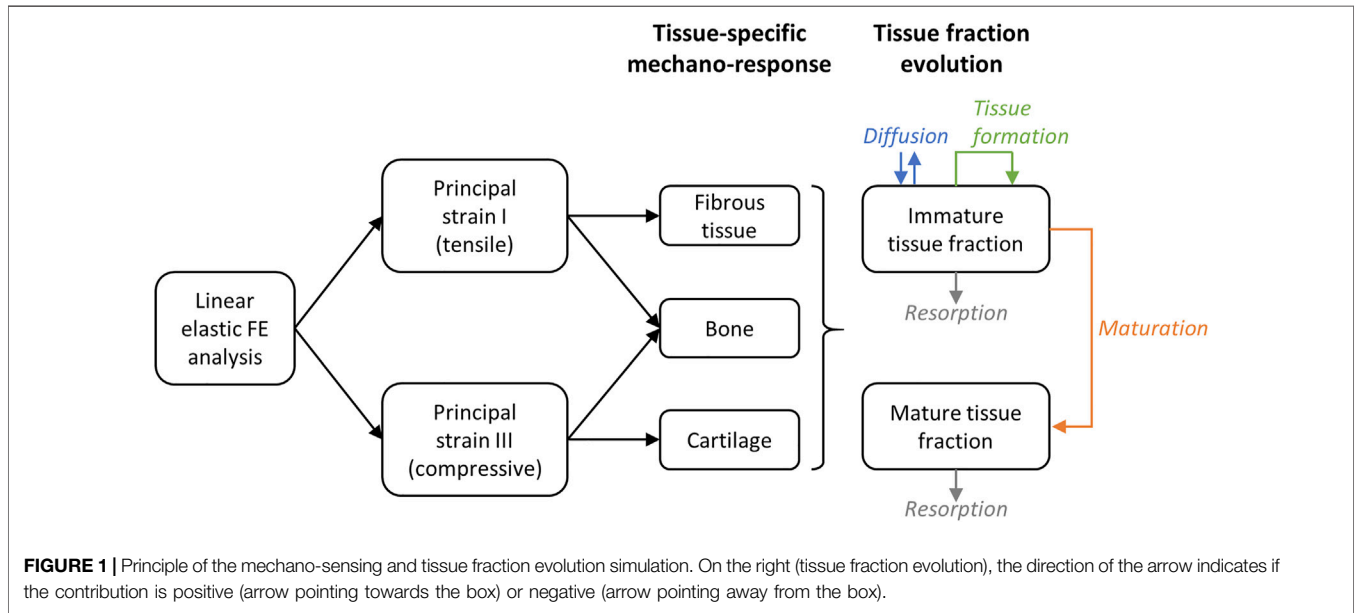 Tissue-specific
mechano-response
Tissue fraction
evolution
Diffusion
Tissue
formation
Linear
elastic FE
analysis
Principal
strain I
(tensile)
Principal
strain III
(compressive)
Fibrous
tissue
Bone
Cartilage
Immature
tissue fraction
Resorption
Maturation
Mature tissue
fraction
Resorption
FIGURE 1 | Principle of the mechano-sensing and tissue fraction evolution simulation. On the right (tissue fraction evolution), the direction of the arrow indicates if
the contribution is positive (arrow pointing towards the box) or negative (arrow pointing away from the box).